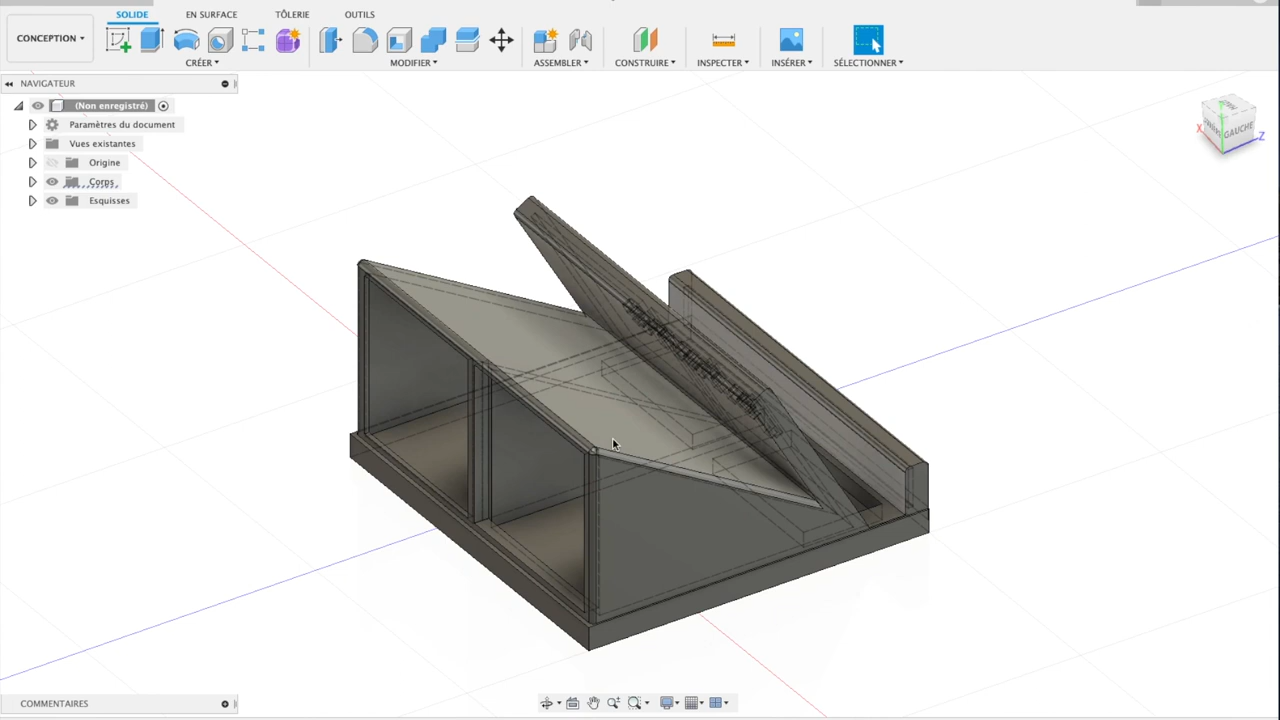 SOLIDE EN SURFACE TÔLERIE OUTILS
CONCEPTION
CRÉER MODIFIER ASSEMBLER CONSTRUIRE INSPECTER INSÉRER SÉLECTIONNER
NAVIGATEUR
(Non enregistré)
Paramètres du document
Vues existantes
Origine
Corps
Esquisses
X GAUCHE Z
COMMENTAIRES